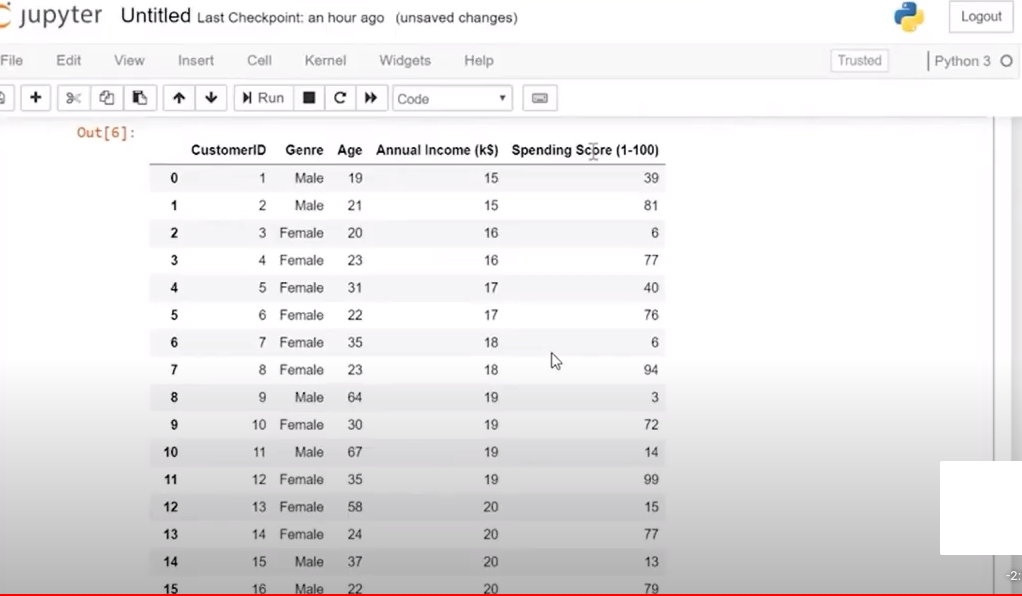 jupyter Untitled Last Checkpoint: an hour ago (unsaved changes) Logout
File Edit View Insert Cell Kernel Widgets Help Trusted Python 3
Run Code
Out[6]:
CustomerID Genre Age Annual Income (k$) Spending Score (1-100)
0 1 Male 19 15 39
1 2 Male 21 15 81
2 3 Female 20 16 6
3 4 Female 23 16 77
4 5 Female 31 17 40
5 6 Female 22 17 76
6 7 Female 35 18 6
7 8 Female 23 18 94
8 9 Male 64 19 3
9 10 Female 30 19 72
10 11 Male 67 19 14
11 12 Female 35 19 99
12 13 Female 58 20 15
13 14 Female 24 20 77
14 15 Male 37 20 13
-2:
15 16 Male 22 20 79